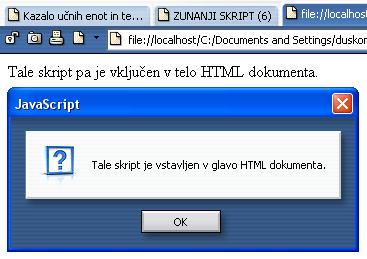 Kazalo učnih enot in te...
ZUNANJI SKRIPT (6)
file://localhost
file://localhost/C:/Documents and Settings/duskor
Tale skript pa je vključen v telo HTML dokumenta.
JavaScript
Tale skript je vstavljen v glavo HTML dokumenta.
OK